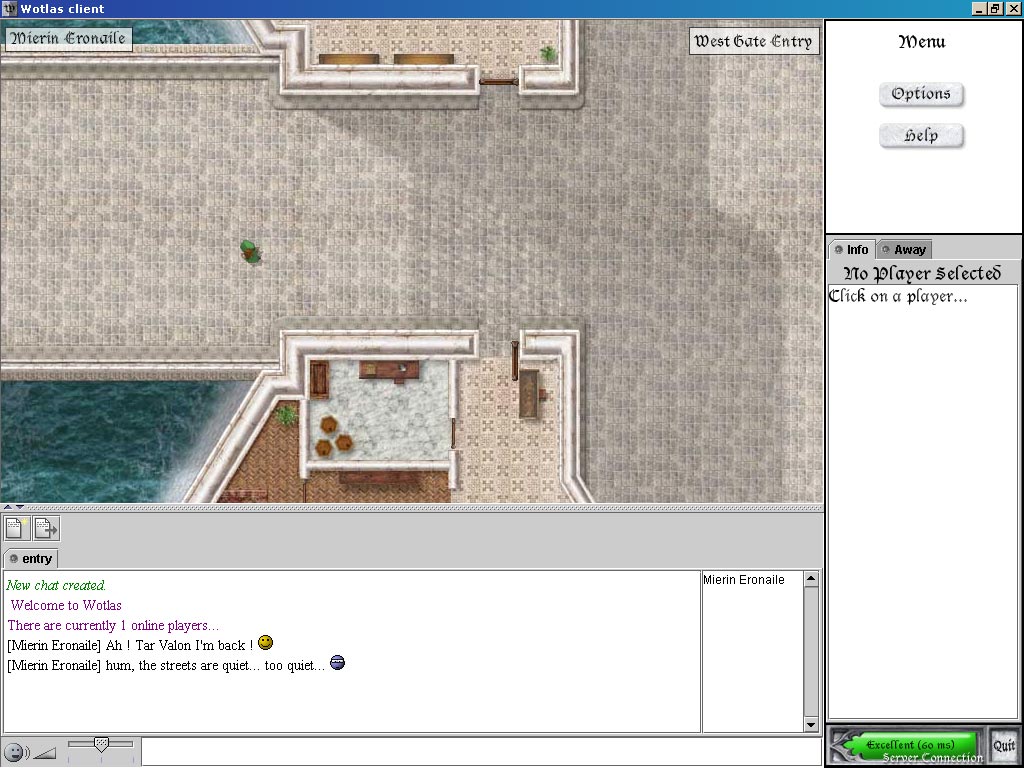 Wotlas client
Mierin Eronaile
West Gate Entry
Menu
Options
Help
Info
Away
No Player Selected
Click on a player...
entry
New chat created.
Welcome to Wotlas
There are currently 1 online players...
[Mierin Eronaile] Ah ! Tar Valon I'm back !
[Mierin Eronaile] hum, the streets are quiet... too quiet...
Mierin Eronaile
Excellent (60 ms)
Server Connection
Quit